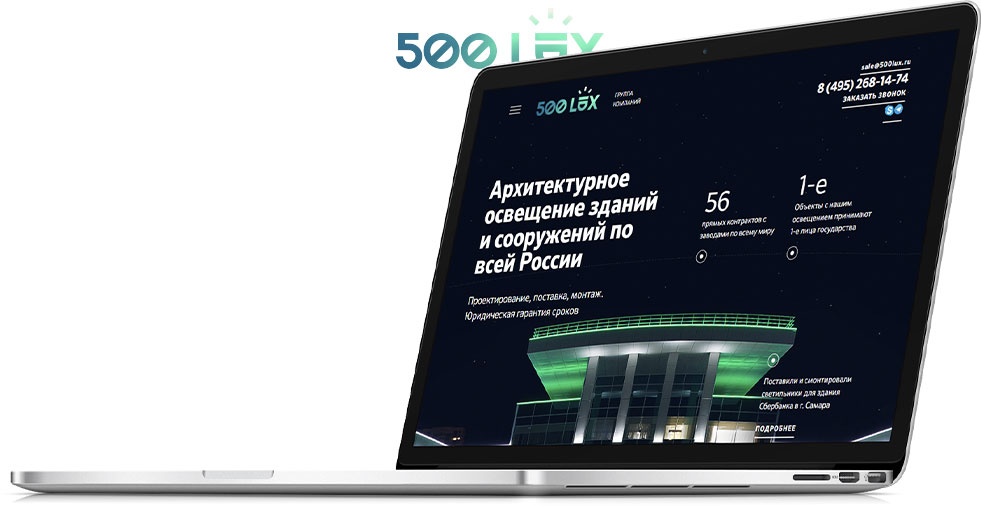 500 LUX
sale@500lux.ru
8 (495) 268-14-74
ЗАКАЗАТЬ ЗВОНОК
500 LUX
ГРУППА
КОМПАНИЙ
Архитектурное
освещение зданий
и сооружений по
всей России
Проектирование, поставка, монтаж.
Юридическая гарантия сроков
56
прямых контрактов с
заводами по всему миру
1-е
Объекты с нашим
освещением принимают
1-е лица государства
Поставили и смонтировали
светильники для здания
Сбербанка в г. Самара
ПОДРОБНЕЕ